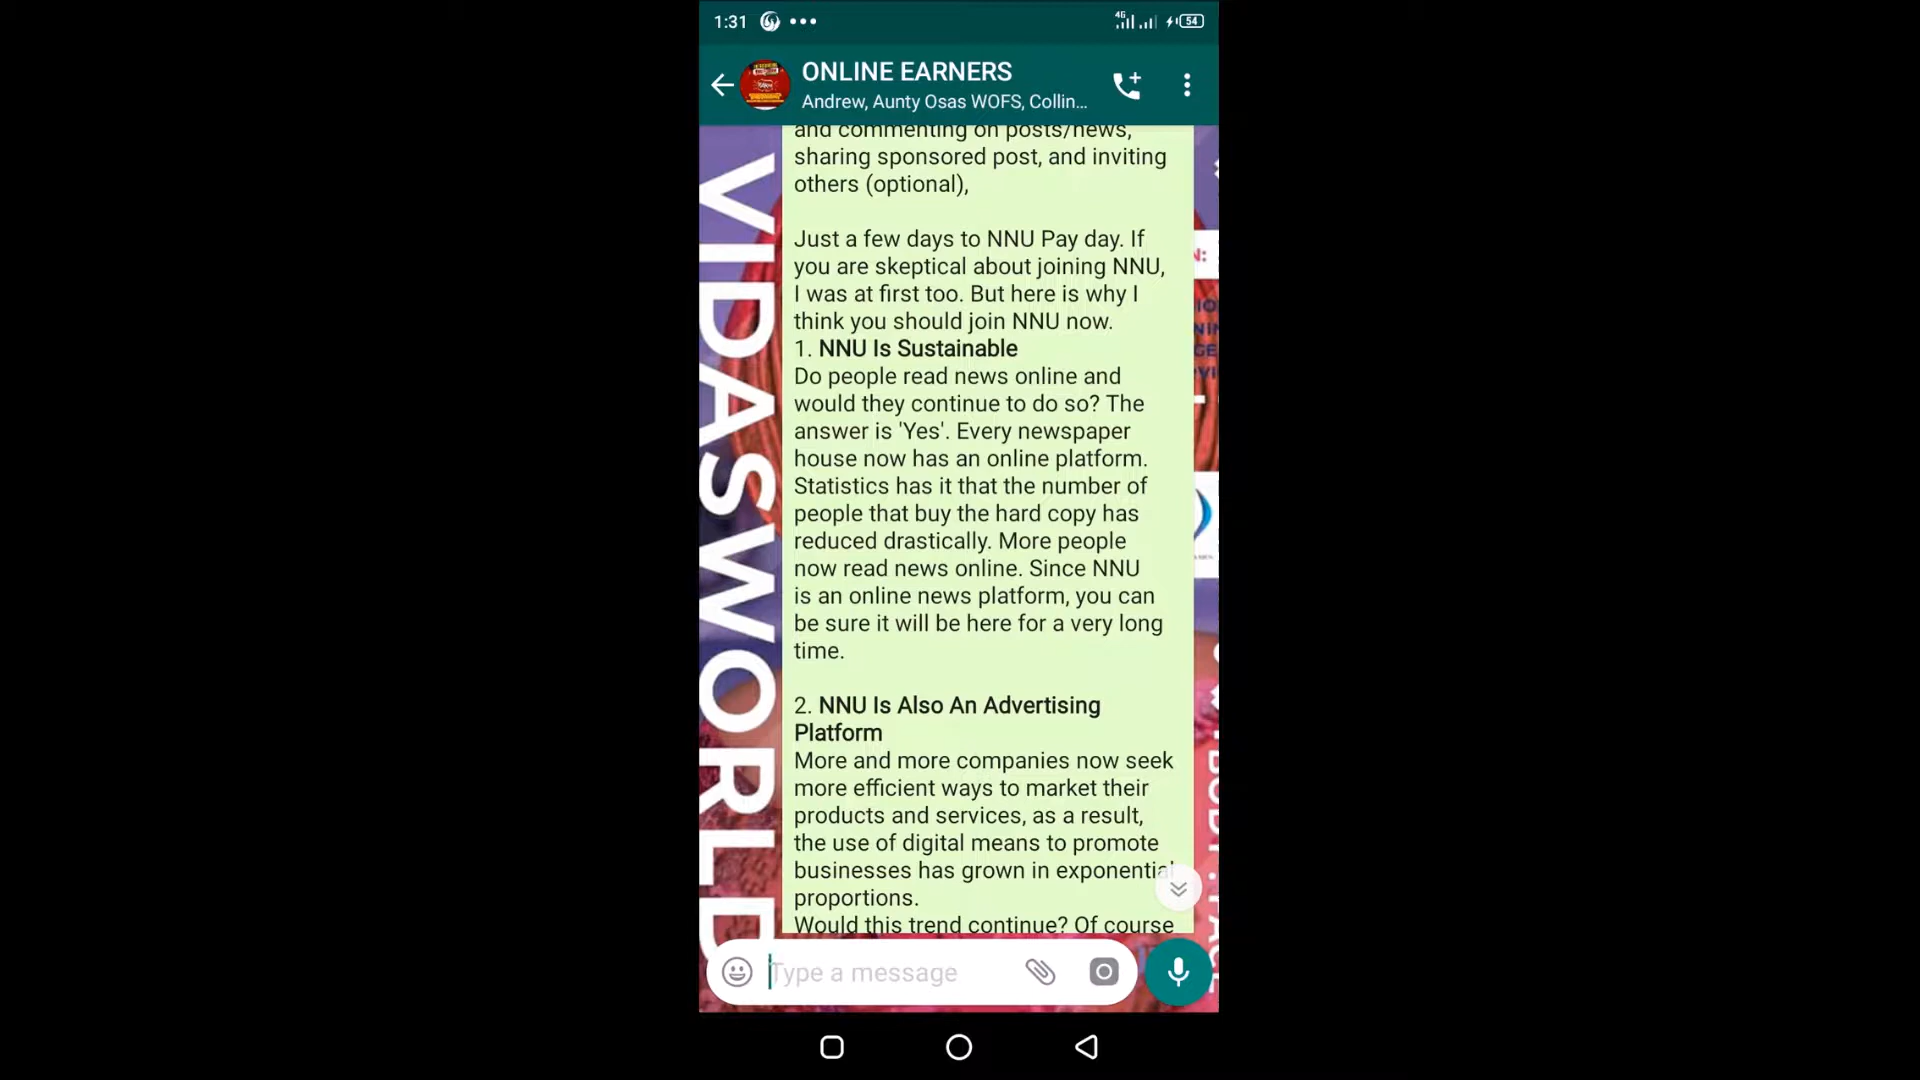 1:31
4G
54
ONLINE EARNERS
Andrew, Aunty Osas WOFS, Collin...
and commenting on posts/news,
sharing sponsored post, and inviting
others (optional),
Just a few days to NNU Pay day. If
you are skeptical about joining NNU,
I was at first too. But here is why I
think you should join NNU now.
1. NNU Is Sustainable
Do people read news online and
would they continue to do so? The
answer is 'Yes'. Every newspaper
house now has an online platform.
Statistics has it that the number of
people that buy the hard copy has
reduced drastically. More people
now read news online. Since NNU
is an online news platform, you can
be sure it will be here for a very long
time.
2. NNU Is Also An Advertising
Platform
More and more companies now seek
more efficient ways to market their
products and services, as a result,
the use of digital means to promote
businesses has grown in exponential
proportions.
Would this trend continue? Of course
Type a message
VIDASWORLD